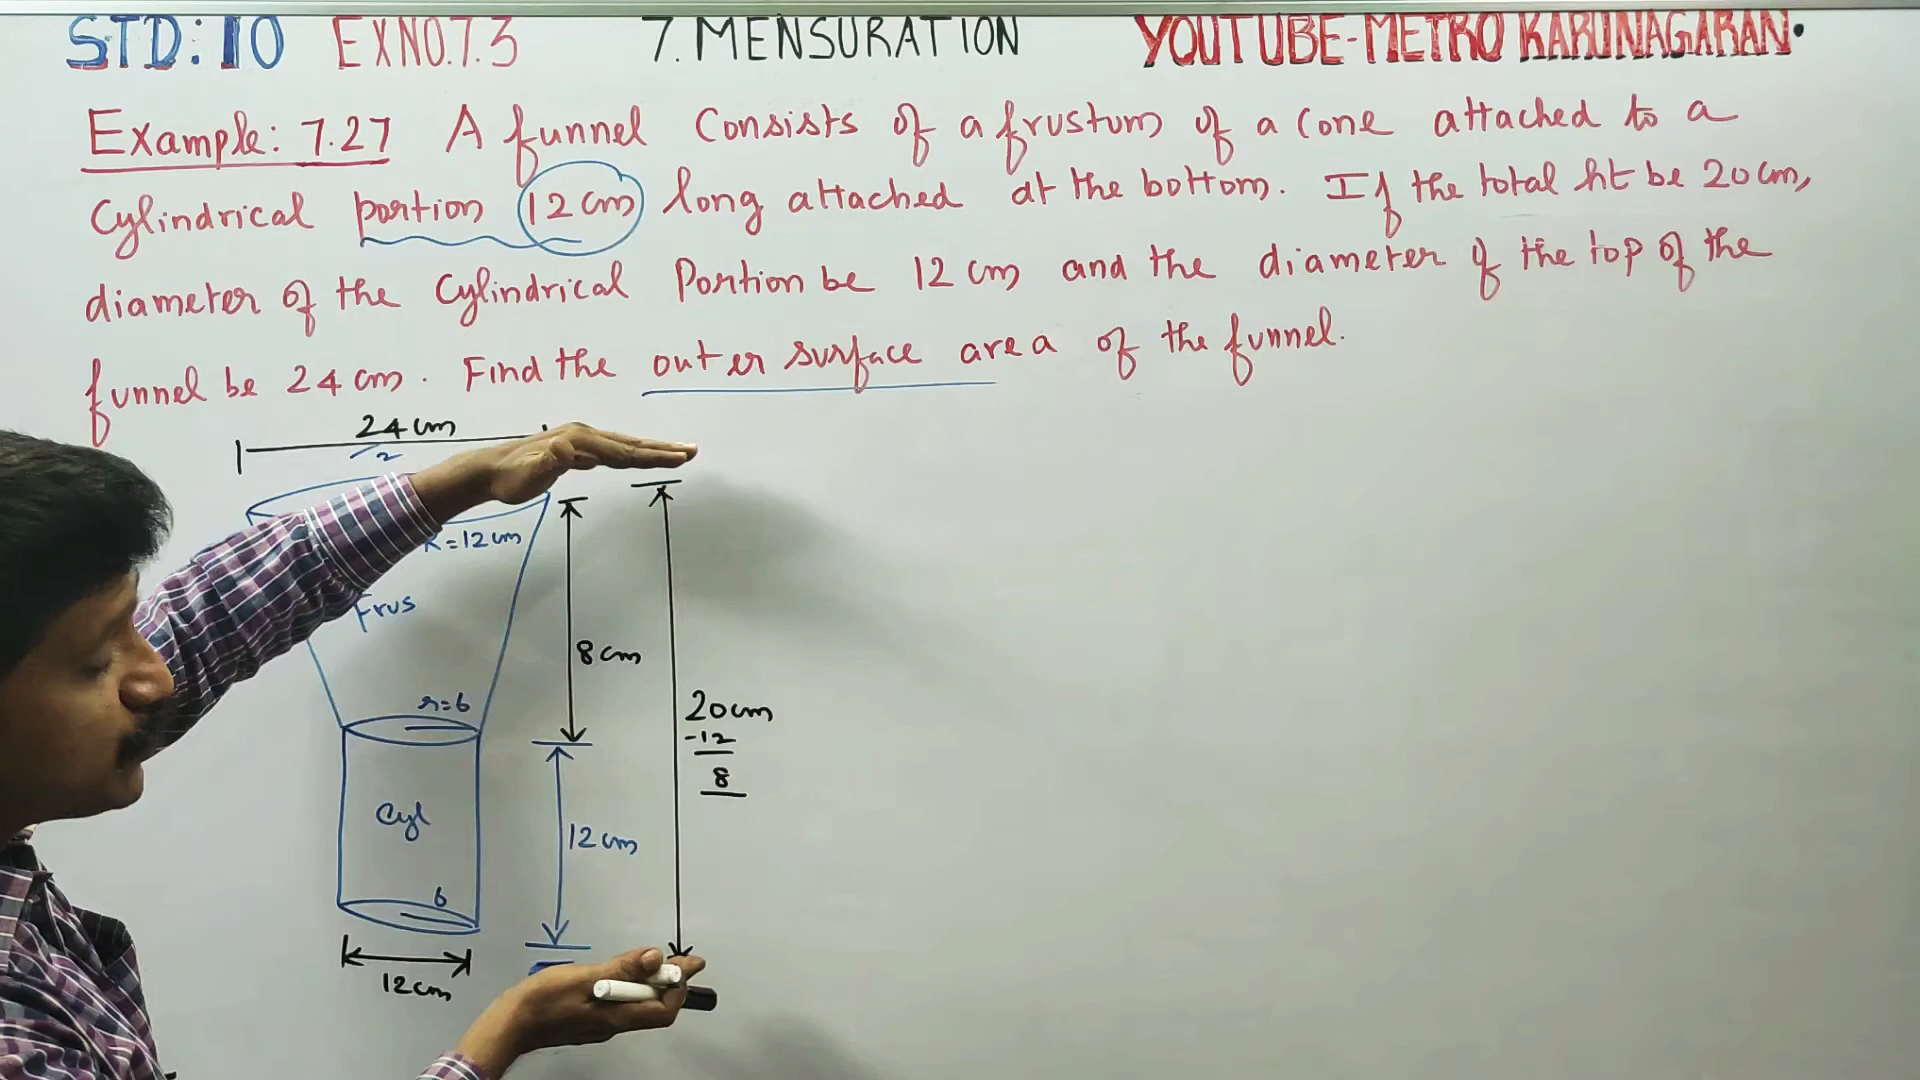 STD: 10 EXNO.7.3 7. MENSURATION YOUTUBE-METRO KARUNAGARAN.
Example: 7.27 A funnel Consists of a frustum of a Cone attached to a
Cylindrical portion 12 cm long attached at the bottom. If the total ht be 20 cm,
diameter of the Cylindrical Portion be 12 cm and the diameter of the top of the
funnel be 24 cm. Find the outer surface area of the funnel.
24 cm
2
=12 cm
Frus
8 cm
r=6
20 cm
-12
8
Cyl
12 cm
6
12 cm